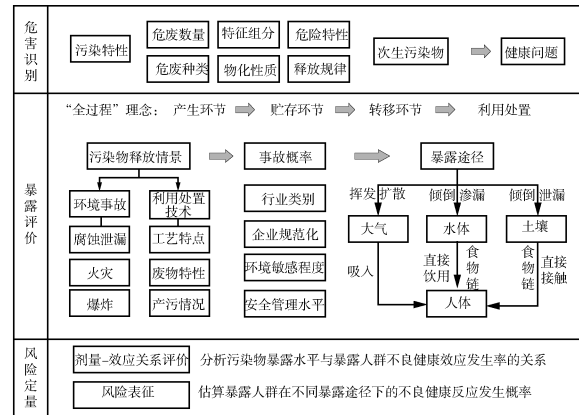 危害识别
污染特性
危废数量
特征组分
危险特性
危废种类
物化性质
释放规律
次生污染物
健康问题
暴露评价
“全过程”理念： 产生环节 贮存环节 转移环节 利用处置
污染物释放情景
事故概率
暴露途径
环境事故
利用处置
技术
腐蚀泄漏
工艺特点
火灾
废物特性
爆炸
产污情况
行业类别
企业规范化
环境敏感程度
安全管理水平
挥发 扩散
倾倒 渗漏
倾倒 泄漏
大气
水体
土壤
吸入
直接
饮用
食物链
食物链
直接
接触
人体
风险定量
剂量-效应关系评价
分析污染物暴露水平与暴露人群不良健康效应发生率的关系
风险表征
估算暴露人群在不同暴露途径下的不良健康反应发生概率